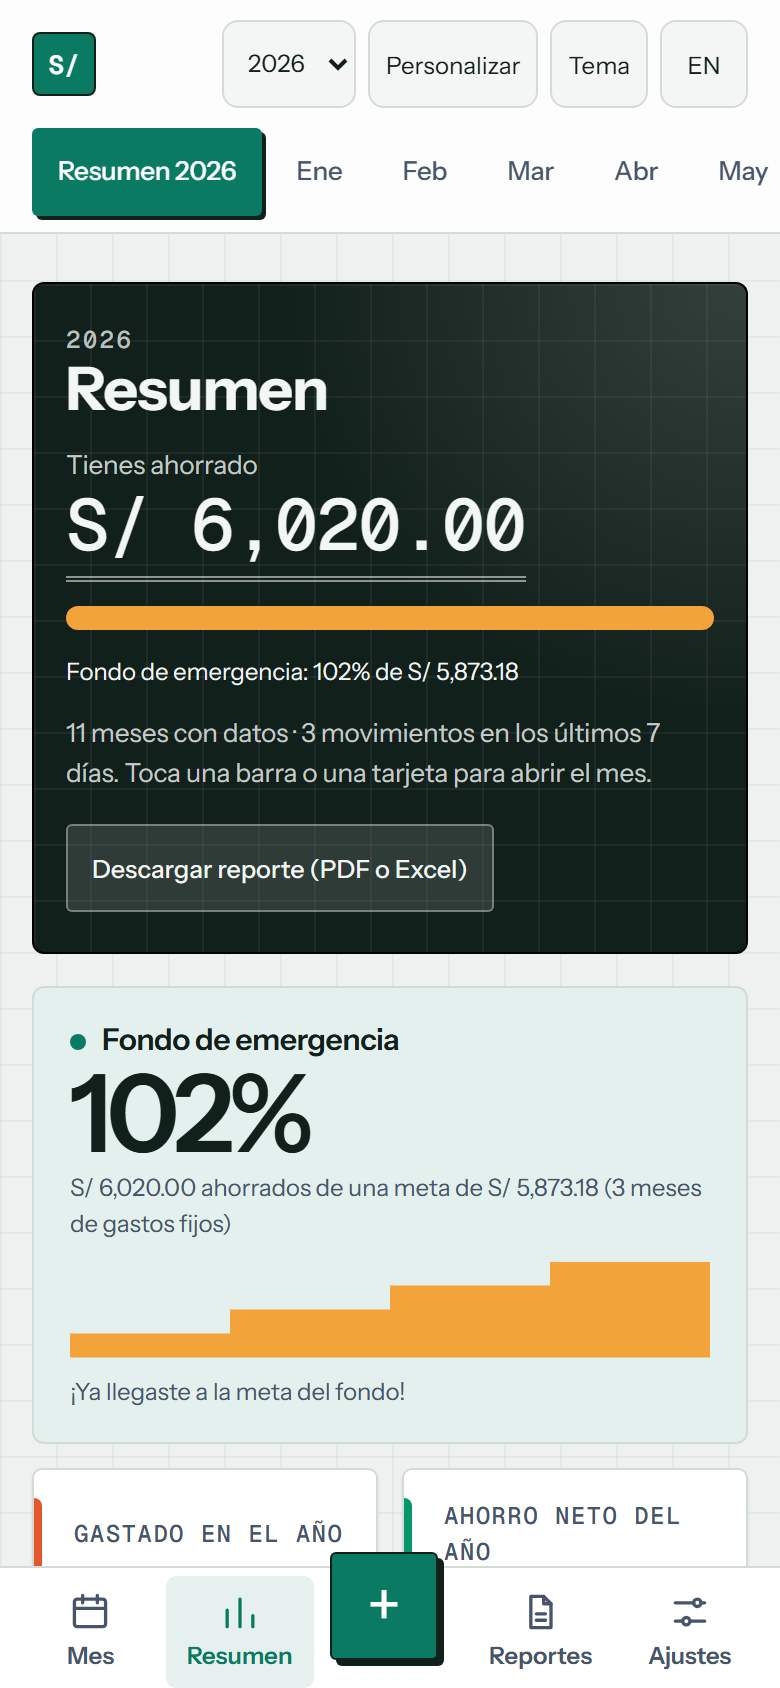 S/
2026
Personalizar
Tema
EN
Resumen 2026
Ene
Feb
Mar
Abr
May
2026
Resumen
Tienes ahorrado
S/ 6,020.00
Fondo de emergencia: 102% de S/ 5,873.18
11 meses con datos · 3 movimientos en los últimos 7
días. Toca una barra o una tarjeta para abrir el mes.
Descargar reporte (PDF o Excel)
Fondo de emergencia
102%
S/ 6,020.00 ahorrados de una meta de S/ 5,873.18 (3 meses
de gastos fijos)
¡Ya llegaste a la meta del fondo!
GASTADO EN EL AÑO
AHORRO NETO DEL
AÑO
+
Mes
Resumen
Reportes
Ajustes